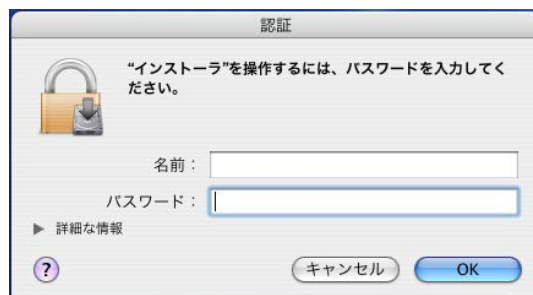 認証
“インストーラ”を操作するには、パスワードを入力してく
ださい。
名前：
パスワード：
詳細な情報
?
キャンセル
OK